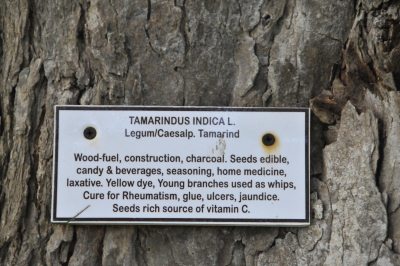 TAMARINDUS INDICA L.
Legum/Caesalp. Tamarind
Wood-fuel, construction, charcoal. Seeds edible,
candy & beverages, seasoning, home medicine,
laxative. Yellow dye, Young branches used as whips,
Cure for Rheumatism, glue, ulcers, jaundice.
Seeds rich source of vitamin C.